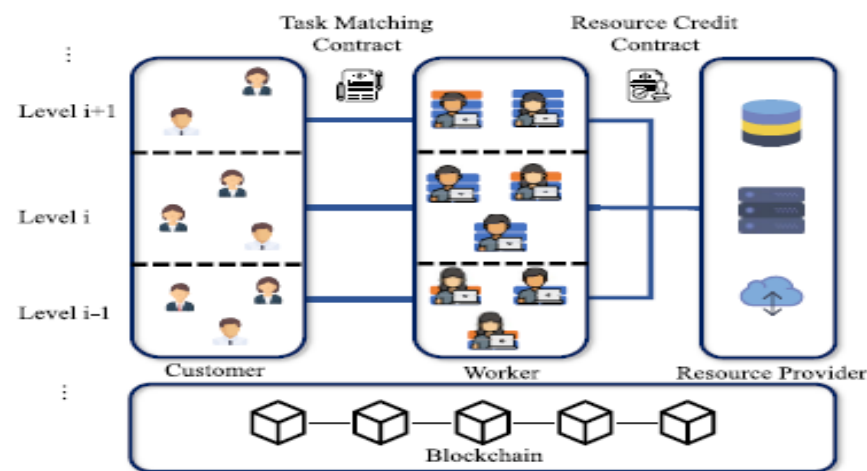 Task Matching
Contract
Resource Credit
Contract
⋮
Level i+1
Level i
Level i-1
Customer
Worker
Resource Provider
⋮
Blockchain